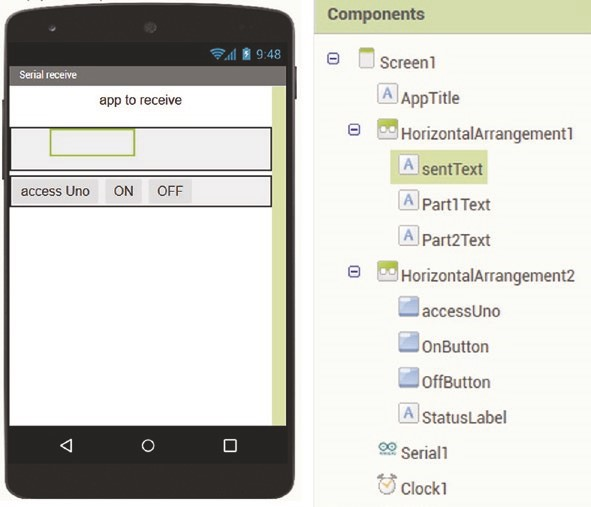 9:48
Serial receive
app to receive
access Uno ON OFF
Components
Screen1
A AppTitle
HorizontalArrangement1
A sentText
A Part1Text
A Part2Text
HorizontalArrangement2
accessUno
OnButton
OffButton
A StatusLabel
Serial1
Clock1